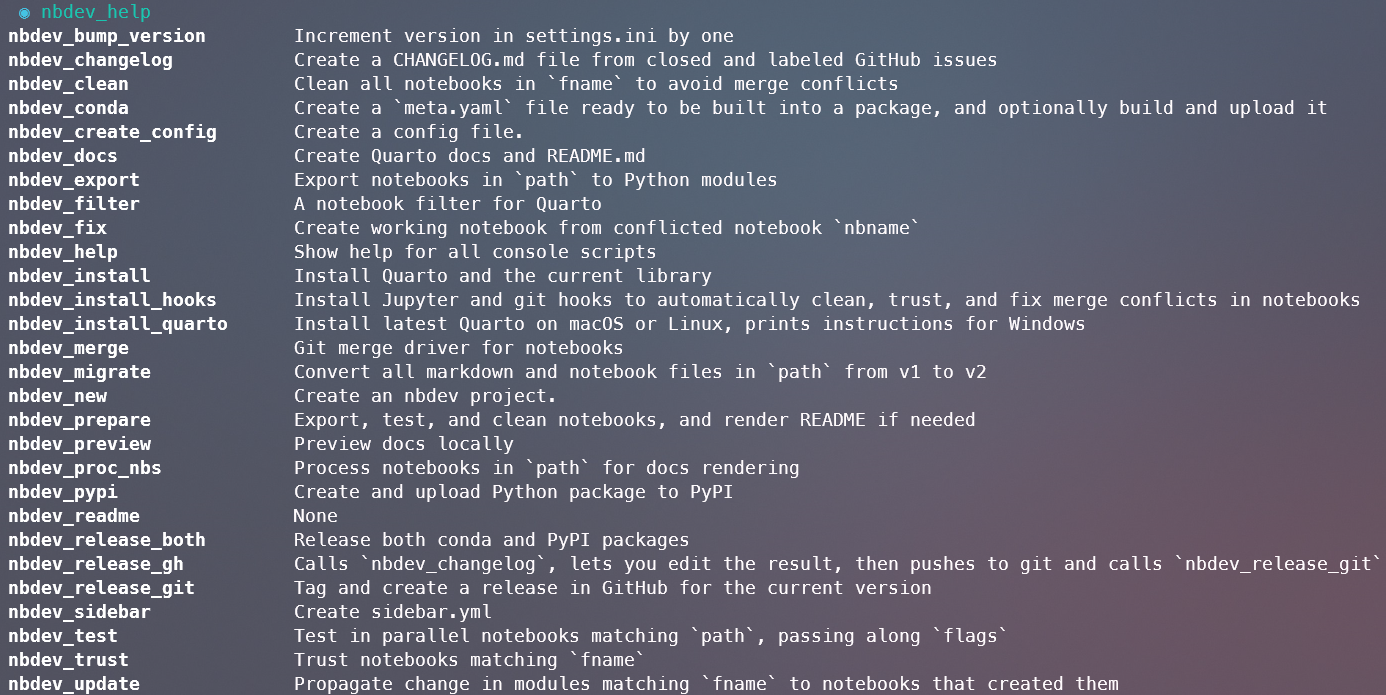 ◉ nbdev_help
nbdev_bump_version Increment version in settings.ini by one
nbdev_changelog Create a CHANGELOG.md file from closed and labeled GitHub issues
nbdev_clean Clean all notebooks in `fname` to avoid merge conflicts
nbdev_conda Create a `meta.yaml` file ready to be built into a package, and optionally build and upload it
nbdev_create_config Create a config file.
nbdev_docs Create Quarto docs and README.md
nbdev_export Export notebooks in `path` to Python modules
nbdev_filter A notebook filter for Quarto
nbdev_fix Create working notebook from conflicted notebook `nbname`
nbdev_help Show help for all console scripts
nbdev_install Install Quarto and the current library
nbdev_install_hooks Install Jupyter and git hooks to automatically clean, trust, and fix merge conflicts in notebooks
nbdev_install_quarto Install latest Quarto on macOS or Linux, prints instructions for Windows
nbdev_merge Git merge driver for notebooks
nbdev_migrate Convert all markdown and notebook files in `path` from v1 to v2
nbdev_new Create an nbdev project.
nbdev_prepare Export, test, and clean notebooks, and render README if needed
nbdev_preview Preview docs locally
nbdev_proc_nbs Process notebooks in `path` for docs rendering
nbdev_pypi Create and upload Python package to PyPI
nbdev_readme None
nbdev_release_both Release both conda and PyPI packages
nbdev_release_gh Calls `nbdev_changelog`, lets you edit the result, then pushes to git and calls `nbdev_release_git`
nbdev_release_git Tag and create a release in GitHub for the current version
nbdev_sidebar Create sidebar.yml
nbdev_test Test in parallel notebooks matching `path`, passing along `flags`
nbdev_trust Trust notebooks matching `fname`
nbdev_update Propagate change in modules matching `fname` to notebooks that created them